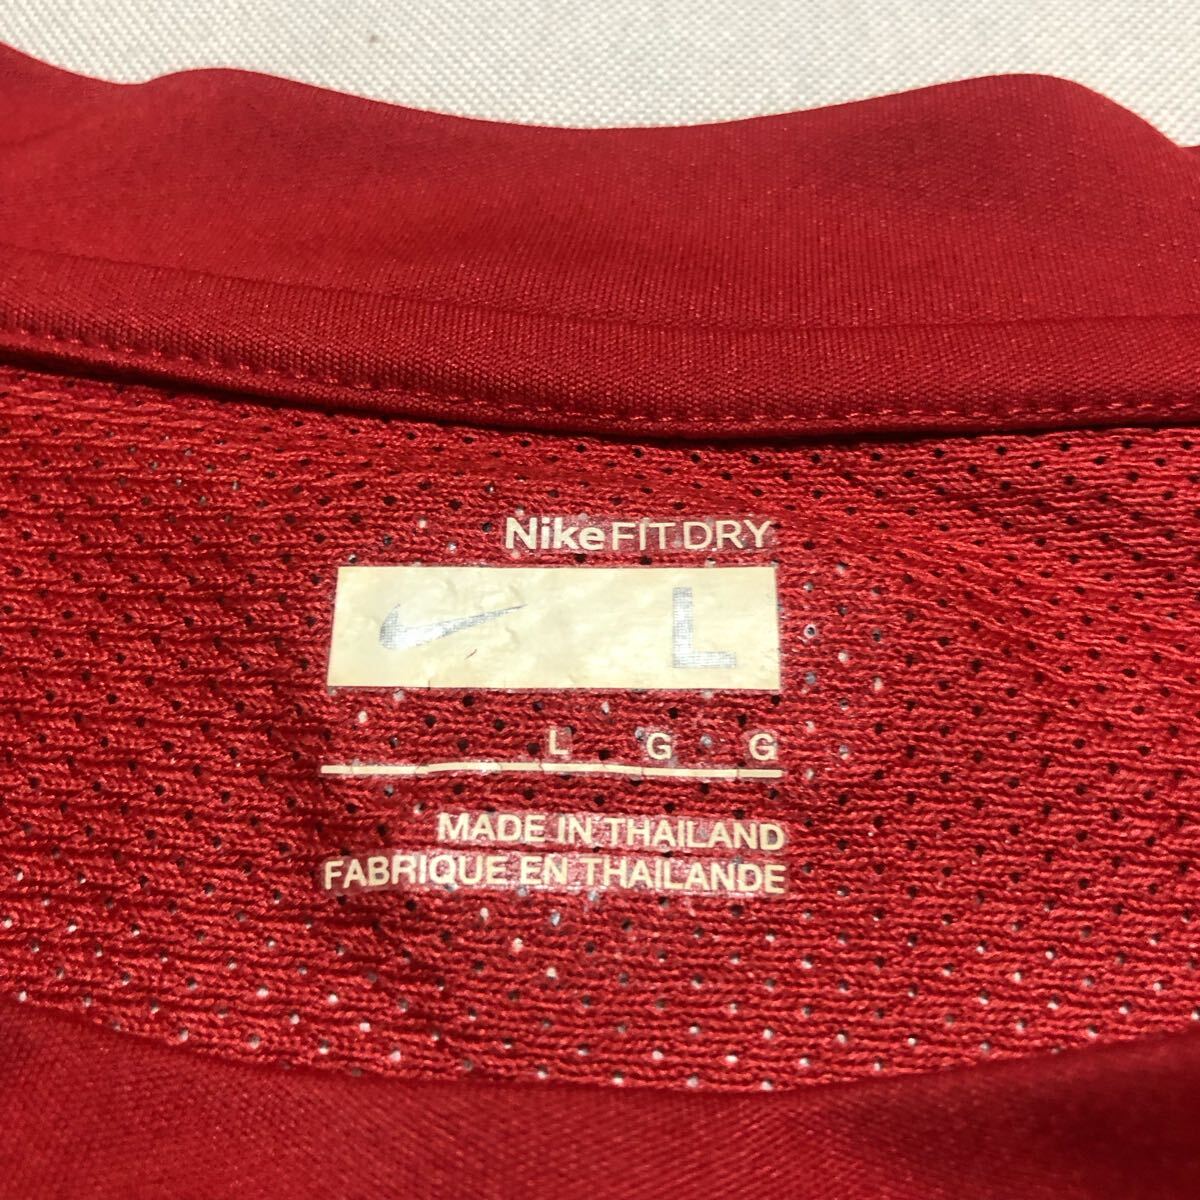 NikeFIT DRY
L
L G G
MADE IN THAILAND
FABRIQUE EN THAILANDE